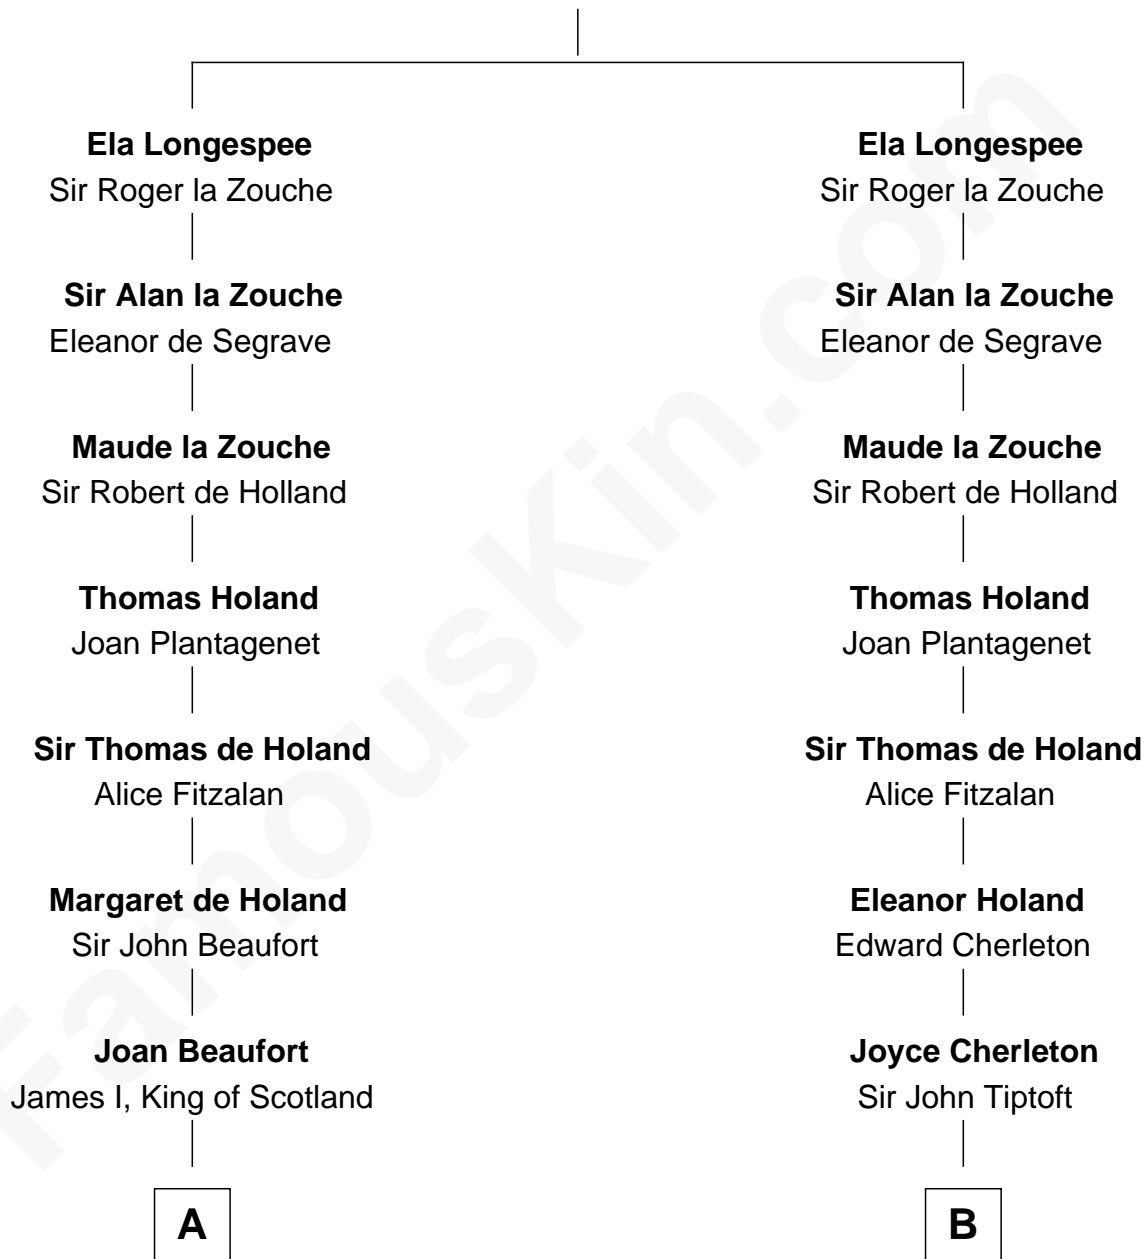 Ela Longespee
Sir Roger la Zouche
Sir Alan la Zouche
Eleanor de Segrave
Maude la Zouche
Sir Robert de Holland
Thomas Holand
Joan Plantagenet
Sir Thomas de Holand
Alice Fitzalan
Margaret de Holand
Sir John Beaufort
Joan Beaufort
James I, King of Scotland
A
Ela Longespee
Sir Roger la Zouche
Sir Alan la Zouche
Eleanor de Segrave
Maude la Zouche
Sir Robert de Holland
Thomas Holand
Joan Plantagenet
Sir Thomas de Holand
Alice Fitzalan
Eleanor Holand
Edward Cherleton
Joyce Cherleton
Sir John Tiptoft
B
FamousKin.com